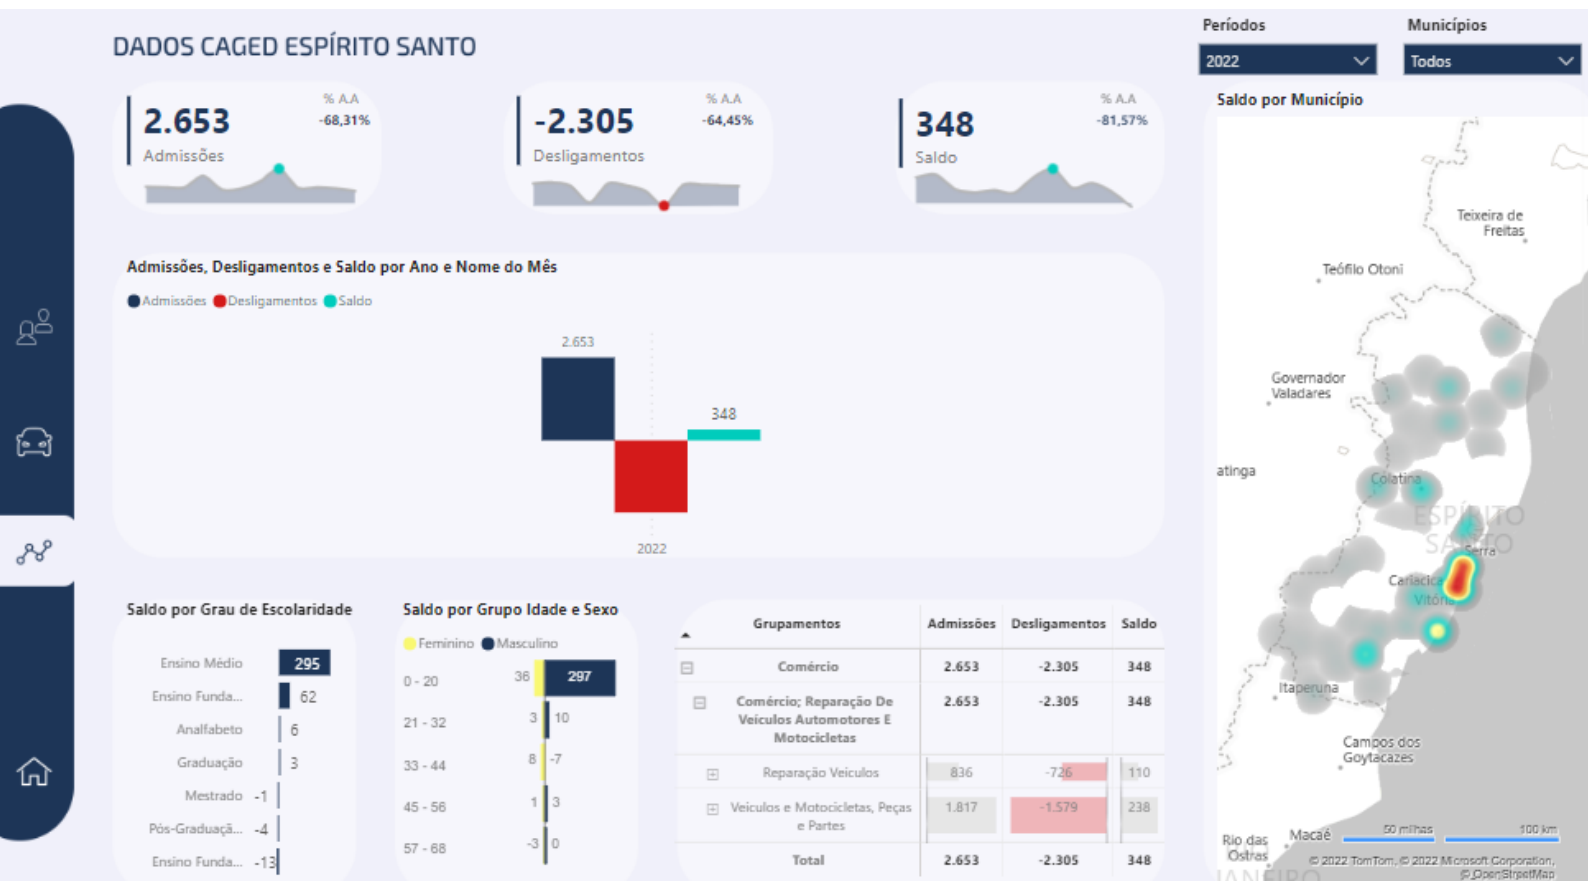 DADOS CAGED ESPÍRITO SANTO
Períodos
2022
Municípios
Todos
2.653
Admissões
% A.A
-68,31%
-2.305
Desligamentos
% A.A
-64,45%
348
Saldo
% A.A
-81,57%
Admissões, Desligamentos e Saldo por Ano e Nome do Mês
Admissões Desligamentos Saldo
2.653
348
2022
Saldo por Grau de Escolaridade
Ensino Médio 295
Ensino Funda... 62
Analfabeto 6
Graduação 3
Mestrado -1
Pós-Graduaçã... -4
Ensino Funda... -13
Saldo por Grupo Idade e Sexo
Feminino Masculino
0 - 20 36 297
21 - 32 3 10
33 - 44 8 -7
45 - 56 1 3
57 - 68 -3 0
Grupamentos Admissões Desligamentos Saldo
Comércio 2.653 -2.305 348
Comércio; Reparação De
Veículos Automotores E
Motocicletas
2.653 -2.305 348
Reparação Veiculos 836 -726 110
Veiculos e Motocicletas, Peças
e Partes
1.817 -1.579 238
Total 2.653 -2.305 348
Saldo por Município
Teixeira de
Freitas
Teófilo Otoni
Governador
Valadares
atinga
Colatina
ESPÍRITO
SANTO
Serra
Cariacica
Vitória
Itaperuna
Campos dos
Goytacazes
Macaé
Rio das
Ostras
JANEIRO
50 milhas 100 km
© 2022 TomTom, © 2022 Microsoft Corporation,
© OpenStreetMap